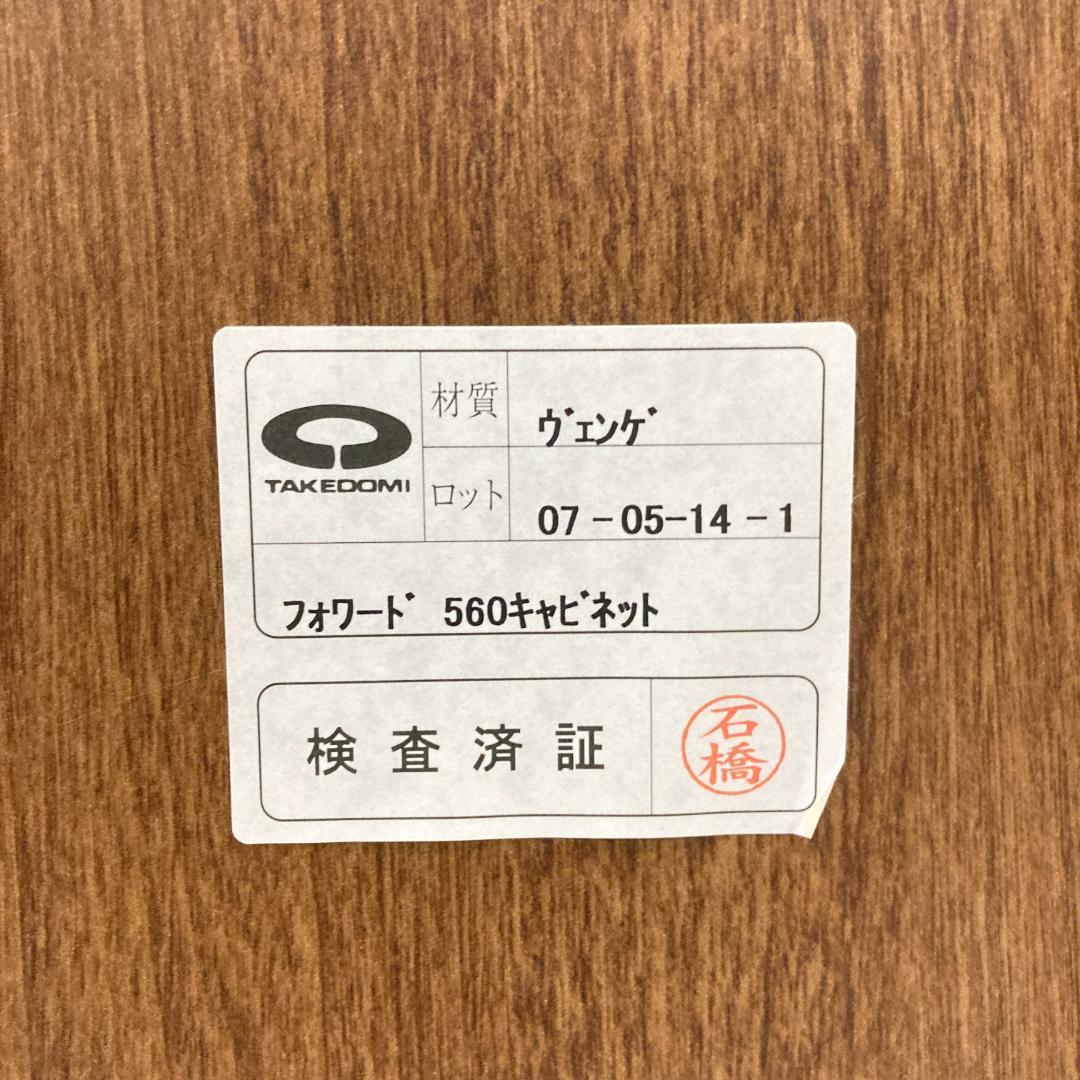 TAKEDOMI
材質 ヴェンゲ
ロット 07-05-14-1
フォワード 560キャビネット
検査済証
石橋